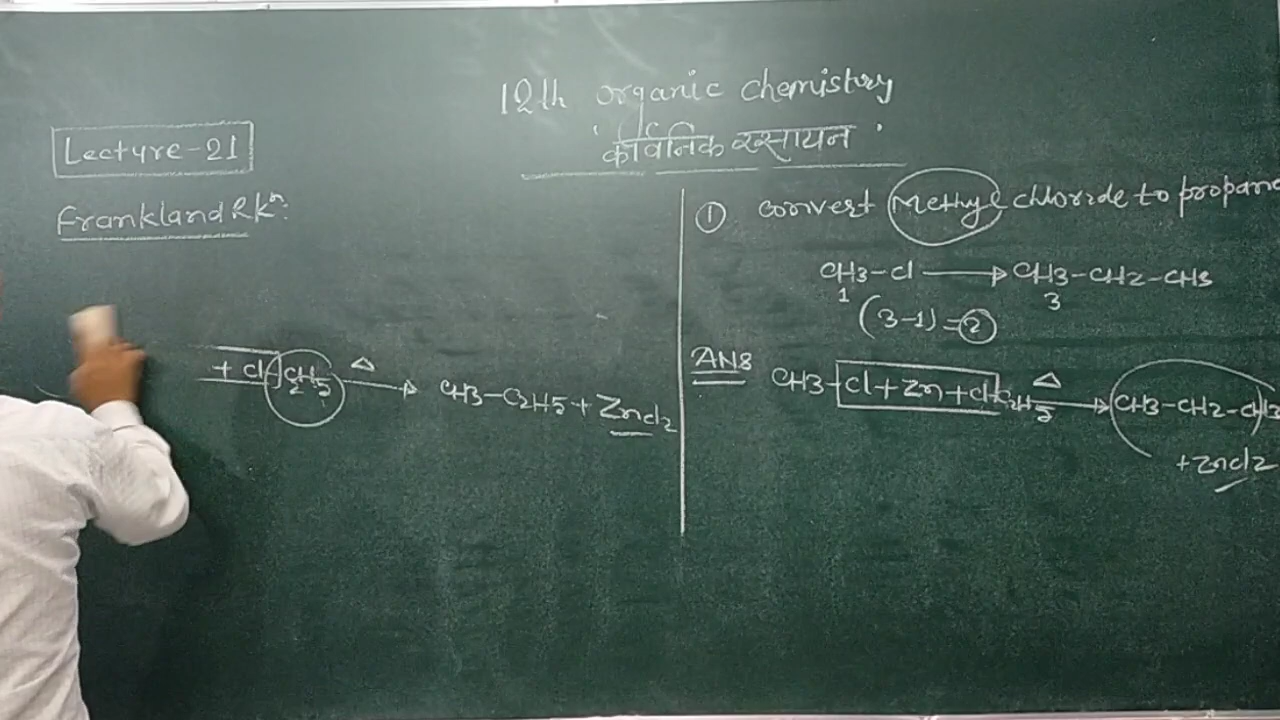 12th organic chemistry
'कार्बनिक रसायन'
Lecture-21
Frankland Rkn:
+ Cl-C2H5 △→ CH3-C2H5 + Zncl2
① convert Methyl chloride to propane
CH3-Cl → CH3-CH2-CH3
1 3
(3-1)=2
ANS
CH3-Cl+Zn+Cl-C2H5 △→ CH3-CH2-CH3
+Zncl2